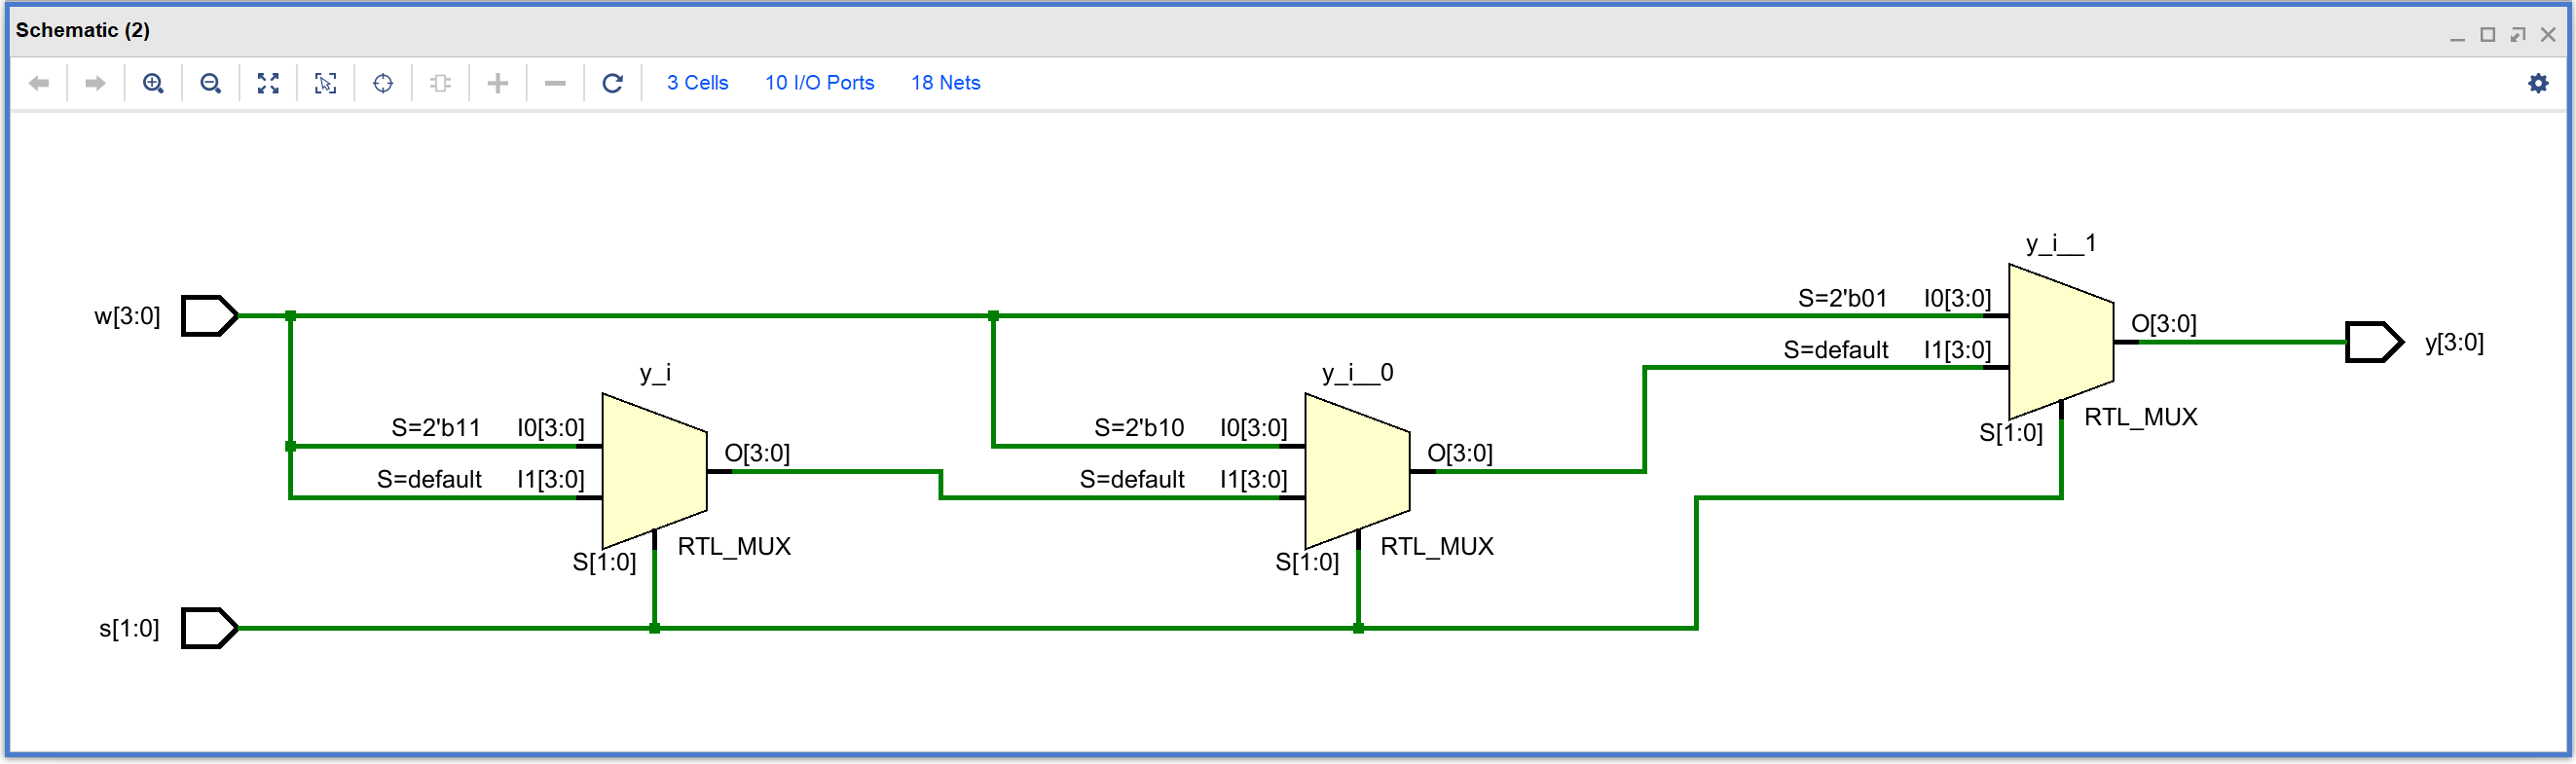 Schematic (2)
3 Cells 10 I/O Ports 18 Nets
y_i__1
S=2'b01 I0[3:0]
w[3:0]
O[3:0]
y[3:0]
S=default I1[3:0]
y_i
y_i__0
RTL_MUX
S=2'b11 I0[3:0]
S=2'b10 I0[3:0]
S[1:0]
O[3:0]
O[3:0]
S=default I1[3:0]
S=default I1[3:0]
RTL_MUX
RTL_MUX
S[1:0]
S[1:0]
s[1:0]